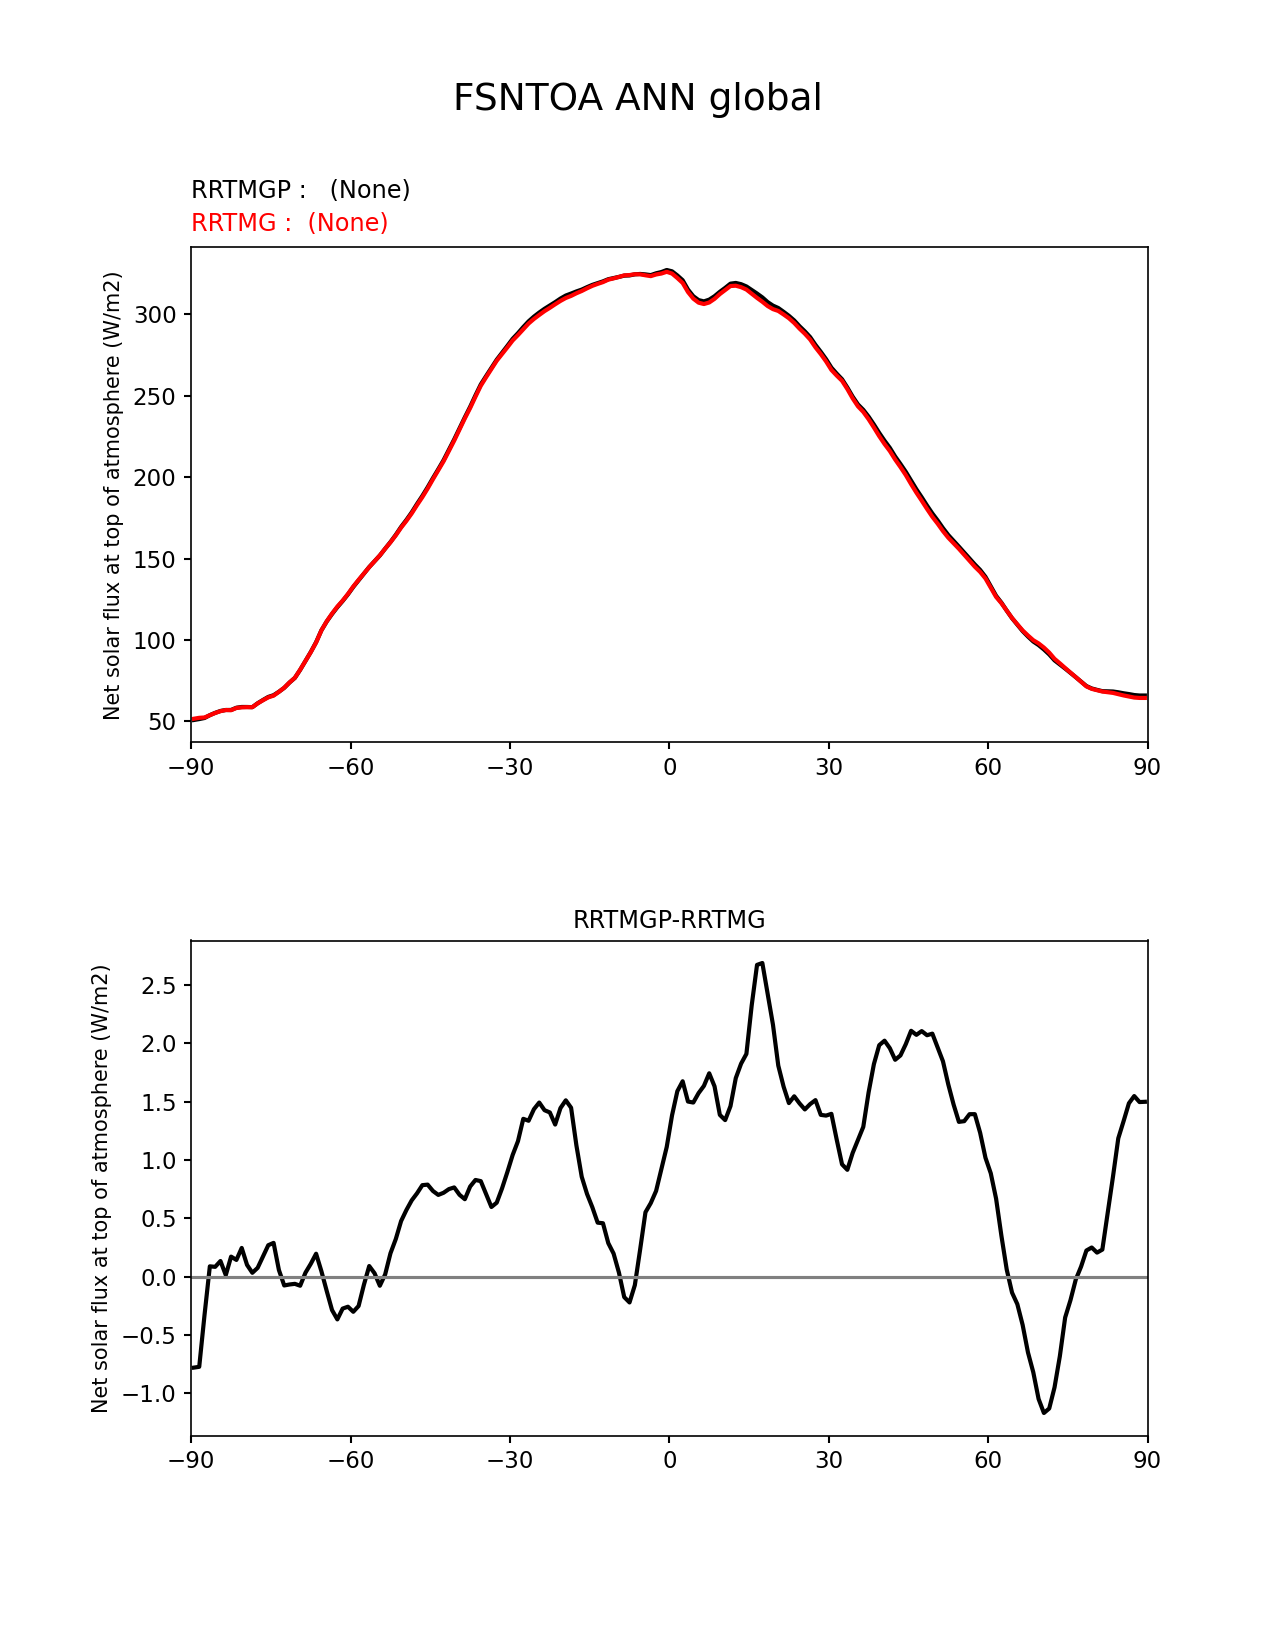 FSNTOA ANN global
RRTMGP :   (None)
RRTMG :  (None)
Net solar flux at top of atmosphere (W/m2)
300
250
200
150
100
50
−90 −60 −30 0 30 60 90
RRTMGP-RRTMG
Net solar flux at top of atmosphere (W/m2)
2.5
2.0
1.5
1.0
0.5
0.0
−0.5
−1.0
−90 −60 −30 0 30 60 90